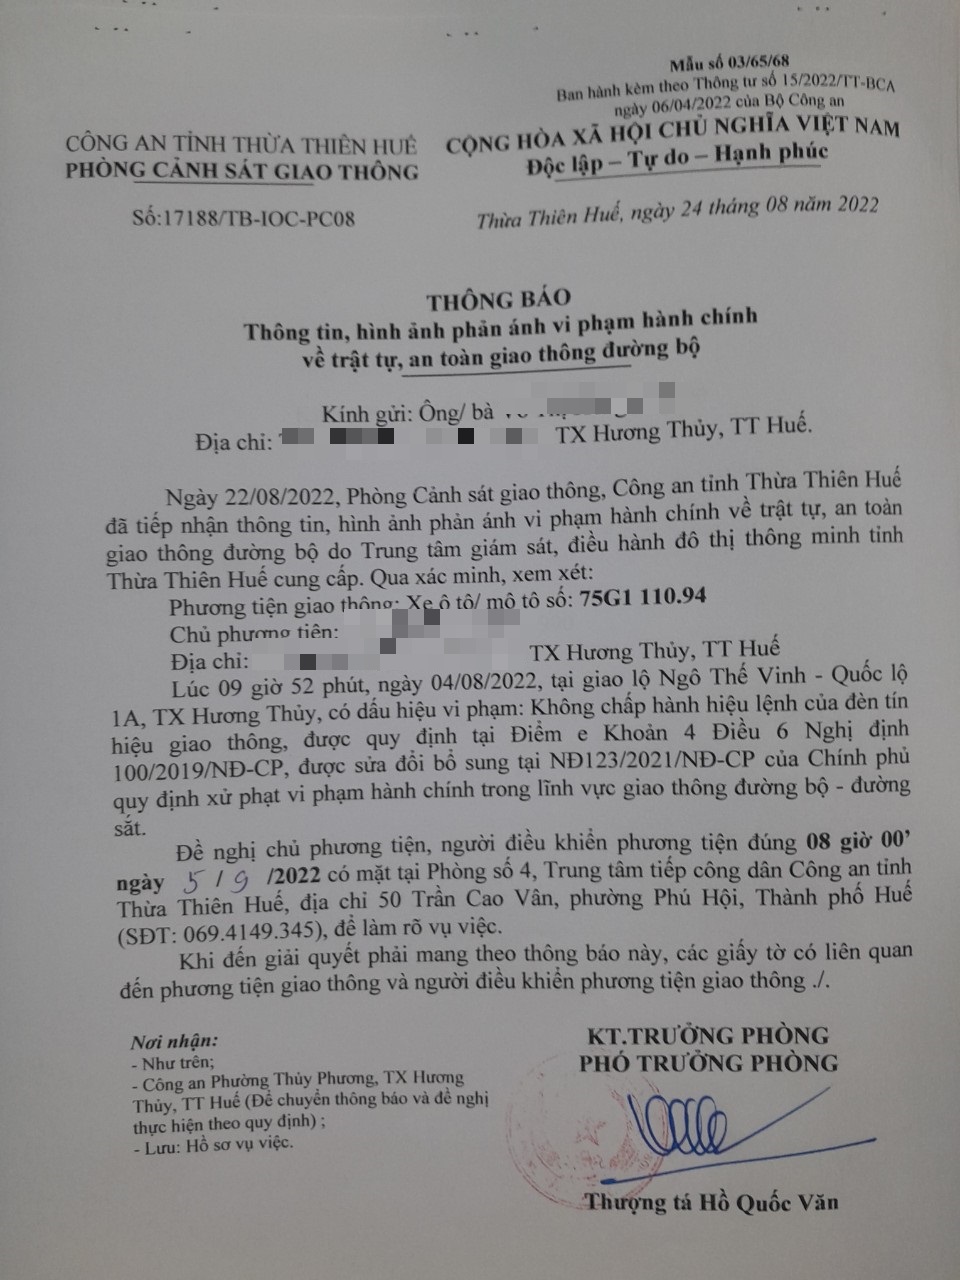 Mẫu số 03/65/68
Ban hành kèm theo Thông tư số 15/2022/TT-BCA
ngày 06/04/2022 của Bộ Công an
CÔNG AN TỈNH THỪA THIÊN HUẾ
PHÒNG CẢNH SÁT GIAO THÔNG
CỘNG HÒA XÃ HỘI CHỦ NGHĨA VIỆT NAM
Độc lập – Tự do – Hạnh phúc
Số:17188/TB-IOC-PC08
Thừa Thiên Huế, ngày 24 tháng 08 năm 2022
THÔNG BÁO
Thông tin, hình ảnh phản ánh vi phạm hành chính
về trật tự, an toàn giao thông đường bộ
Kính gửi: Ông/ bà
Địa chỉ: TX Hương Thủy, TT Huế.
Ngày 22/08/2022, Phòng Cảnh sát giao thông, Công an tỉnh Thừa Thiên Huế
đã tiếp nhận thông tin, hình ảnh phản ánh vi phạm hành chính về trật tự, an toàn
giao thông đường bộ do Trung tâm giám sát, điều hành đô thị thông minh tỉnh
Thừa Thiên Huế cung cấp. Qua xác minh, xem xét:
Phương tiện giao thông: Xe ô tô/ mô tô số: 75G1 110.94
Chủ phương tiện:
Địa chỉ: TX Hương Thủy, TT Huế
Lúc 09 giờ 52 phút, ngày 04/08/2022, tại giao lộ Ngô Thế Vinh - Quốc lộ
1A, TX Hương Thủy, có dấu hiệu vi phạm: Không chấp hành hiệu lệnh của đèn tín
hiệu giao thông, được quy định tại Điểm e Khoản 4 Điều 6 Nghị định
100/2019/NĐ-CP, được sửa đổi bổ sung tại NĐ123/2021/NĐ-CP của Chính phủ
quy định xử phạt vi phạm hành chính trong lĩnh vực giao thông đường bộ - đường
sắt.
Đề nghị chủ phương tiện, người điều khiển phương tiện đúng 08 giờ 00'
ngày 5 / 9 /2022 có mặt tại Phòng số 4, Trung tâm tiếp công dân Công an tỉnh
Thừa Thiên Huế, địa chỉ 50 Trần Cao Vân, phường Phú Hội, Thành phố Huế
(SĐT: 069.4149.345), để làm rõ vụ việc.
Khi đến giải quyết phải mang theo thông báo này, các giấy tờ có liên quan
đến phương tiện giao thông và người điều khiển phương tiện giao thông ./.
Nơi nhận:
- Như trên;
- Công an Phường Thủy Phương, TX Hương
Thủy, TT Huế (Để chuyển thông báo và đề nghị
thực hiện theo quy định) ;
- Lưu: Hồ sơ vụ việc.
KT.TRƯỞNG PHÒNG
PHÓ TRƯỞNG PHÒNG
Thượng tá Hồ Quốc Văn